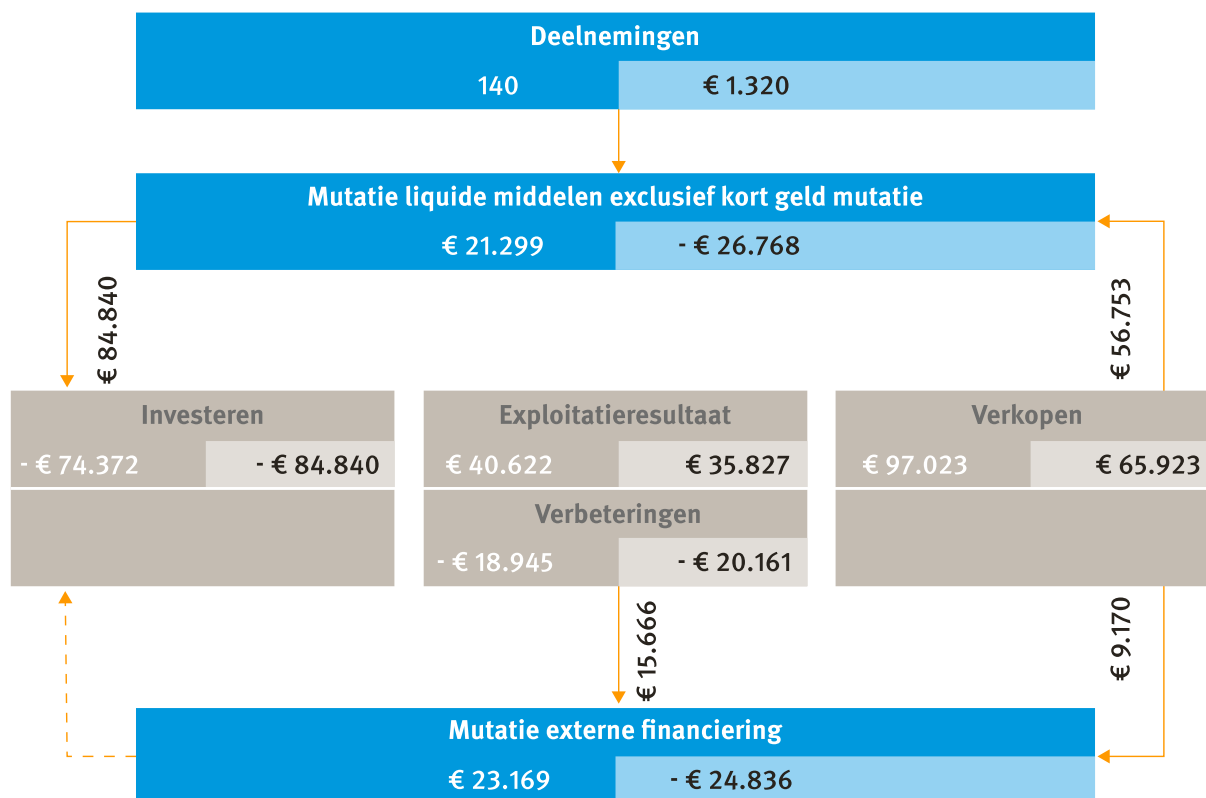 Deelnemingen
140 € 1.320
Mutatie liquide middelen exclusief kort geld mutatie
€ 21.299 - € 26.768
€ 84.840
€ 56.753
Investeren
- € 74.372 - € 84.840
Exploitatieresultaat
€ 40.622 € 35.827
Verkopen
€ 97.023 € 65.923
Verbeteringen
- € 18.945 - € 20.161
€ 15.666
€ 9.170
Mutatie externe financiering
€ 23.169 - € 24.836